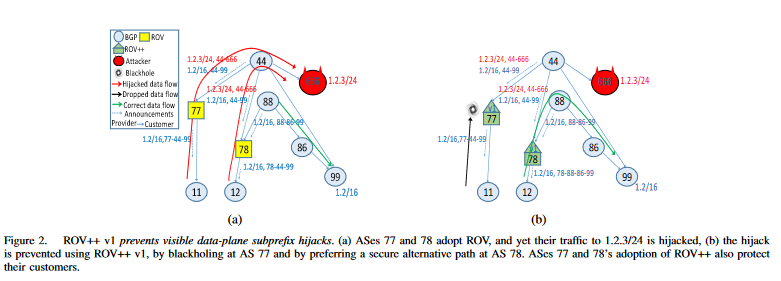 BGP ROV
ROV++
Attacker
Blackhole
Hijacked data flow
Dropped data flow
Correct data flow
Announcements
Provider Customer
1.2.3/24, 44-666
1.2/16, 44-99
44
1.2.3/24
1.2.3/24, 44-666
1.2/16, 44-99
77
88
1.2/16, 88-86-99
1.2/16,77-44-99
78
86
1.2/16, 78-44-99
99
11
12
1.2/16
(a)
1.2.3/24, 44-666
1.2/16, 44-99
44
1.2.3/24
1.2.3/24, 44-666
1.2/16, 44-99
77
88
1.2/16, 88-86-99
1.2/16,77-44-99
78
86
1.2/16, 78-88-86-99
99
11
12
1.2/16
(b)
Figure 2. ROV++ v1 prevents visible data-plane subprefix hijacks. (a) ASes 77 and 78 adopt ROV, and yet their traffic to 1.2.3/24 is hijacked, (b) the hijack
is prevented using ROV++ v1, by blackholing at AS 77 and by preferring a secure alternative path at AS 78. ASes 77 and 78's adoption of ROV++ also protect
their customers.